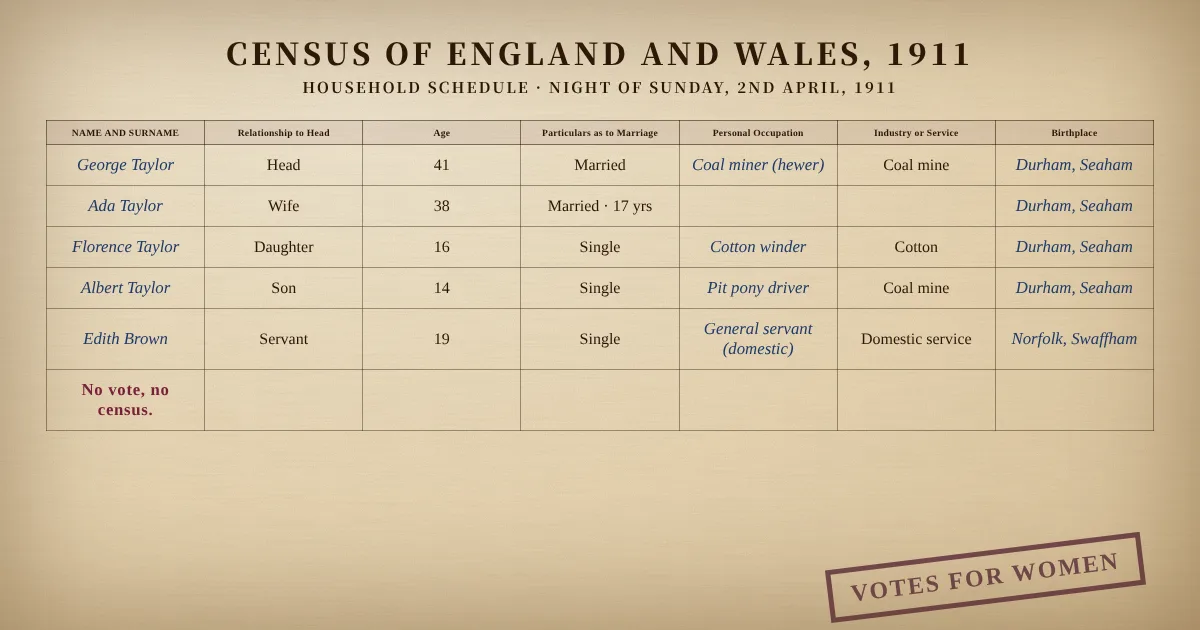 CENSUS OF ENGLAND AND WALES, 1911
HOUSEHOLD SCHEDULE · NIGHT OF SUNDAY, 2ND APRIL, 1911
NAME AND SURNAME Relationship to Head Age Particulars as to Marriage Personal Occupation Industry or Service Birthplace
George Taylor Head 41 Married Coal miner (hewer) Coal mine Durham, Seaham
Ada Taylor Wife 38 Married · 17 yrs Durham, Seaham
Florence Taylor Daughter 16 Single Cotton winder Cotton Durham, Seaham
Albert Taylor Son 14 Single Pit pony driver Coal mine Durham, Seaham
Edith Brown Servant 19 Single General servant (domestic) Domestic service Norfolk, Swaffham
No vote, no
census.
VOTES FOR WOMEN